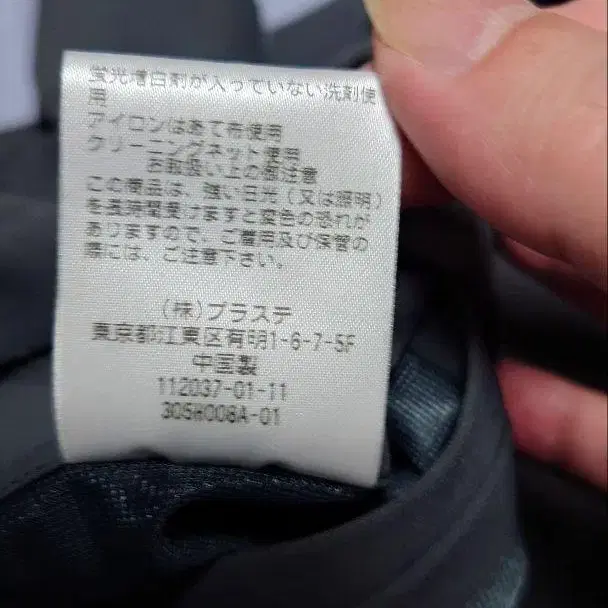 蛍光増白剤が入っていない洗剤使
用
アイロンはあて布使用
クリーニングネット使用
お取扱い上の御注意
この商品は、強い日光(又は照明)
を長時間受けますと変色の恐れが
ありますので、ご着用及び保管の
際には、ご注意下さい。
(株)プラステ
東京都江東区有明1-6-7-5F
中国製
112037-01-11
305H008A-01